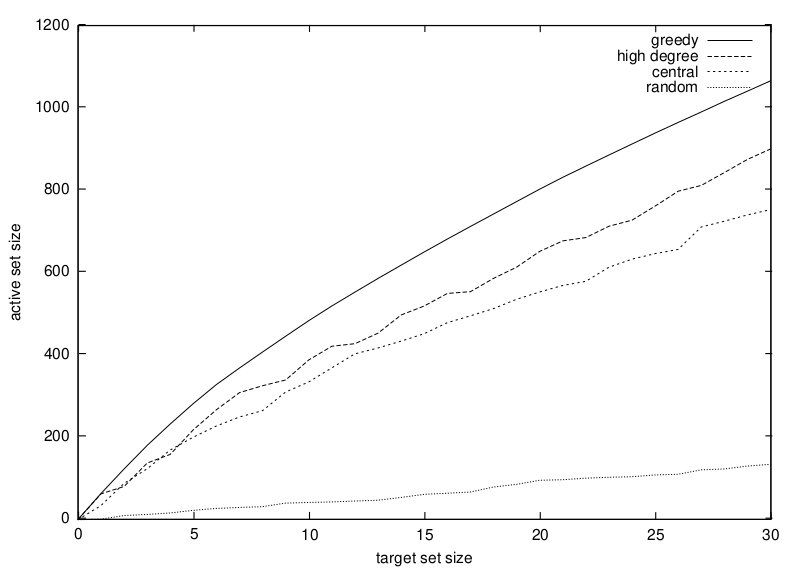 1200
1000
800
600
400
200
0
active set size
greedy
high degree
central
random
0 5 10 15 20 25 30
target set size